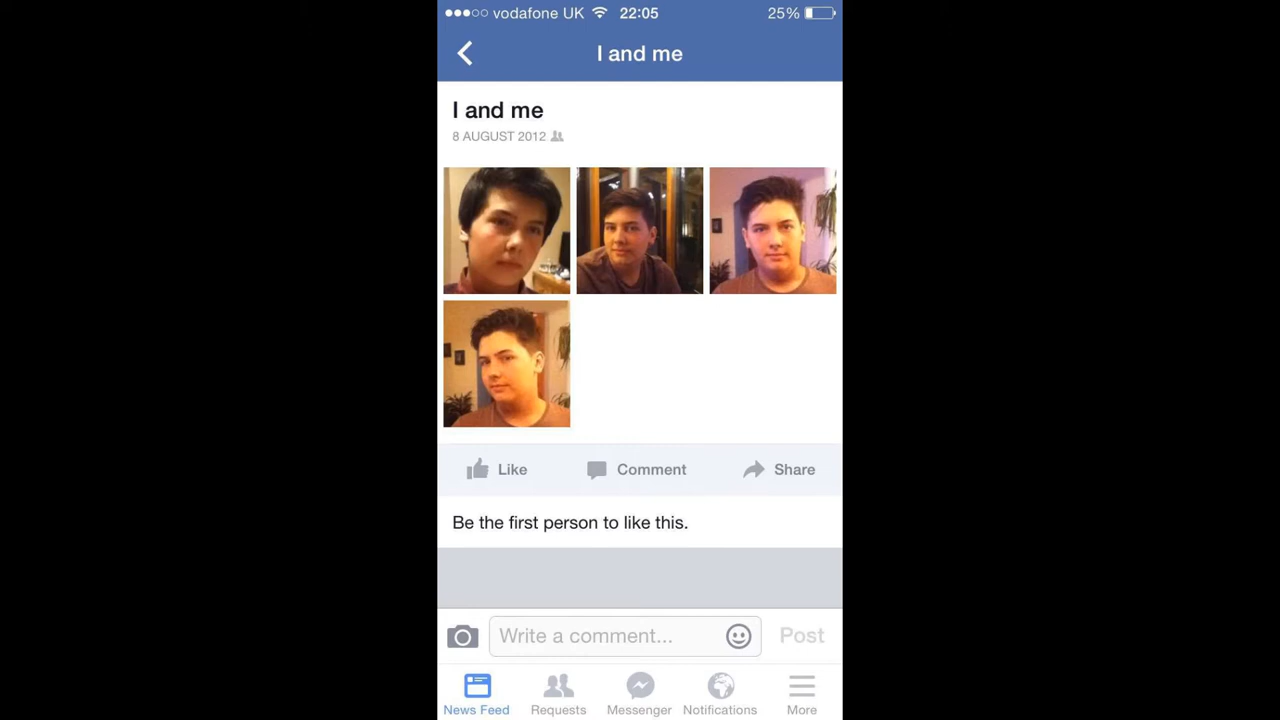 vodafone UK 22:05 25%
I and me
I and me
8 AUGUST 2012
Like Comment Share
Be the first person to like this.
Write a comment... Post
News Feed Requests Messenger Notifications More